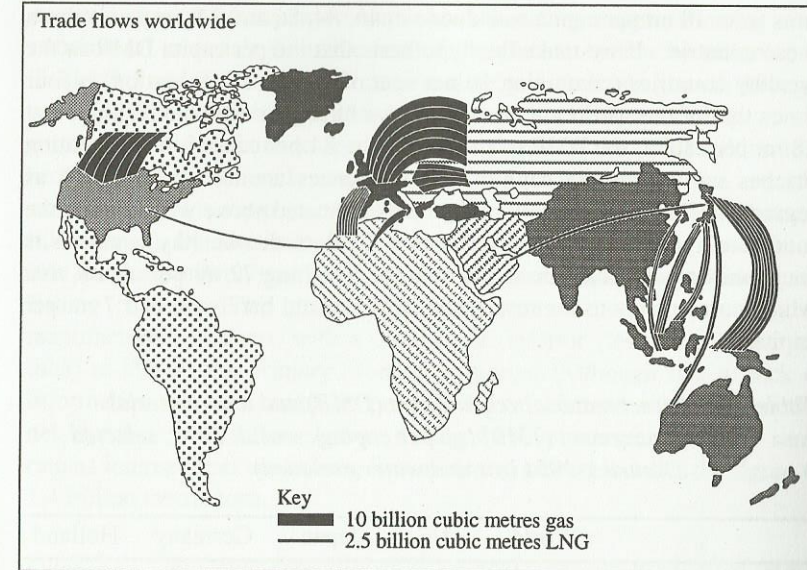 Trade flows worldwide
Key
10 billion cubic metres gas
2.5 billion cubic metres LNG